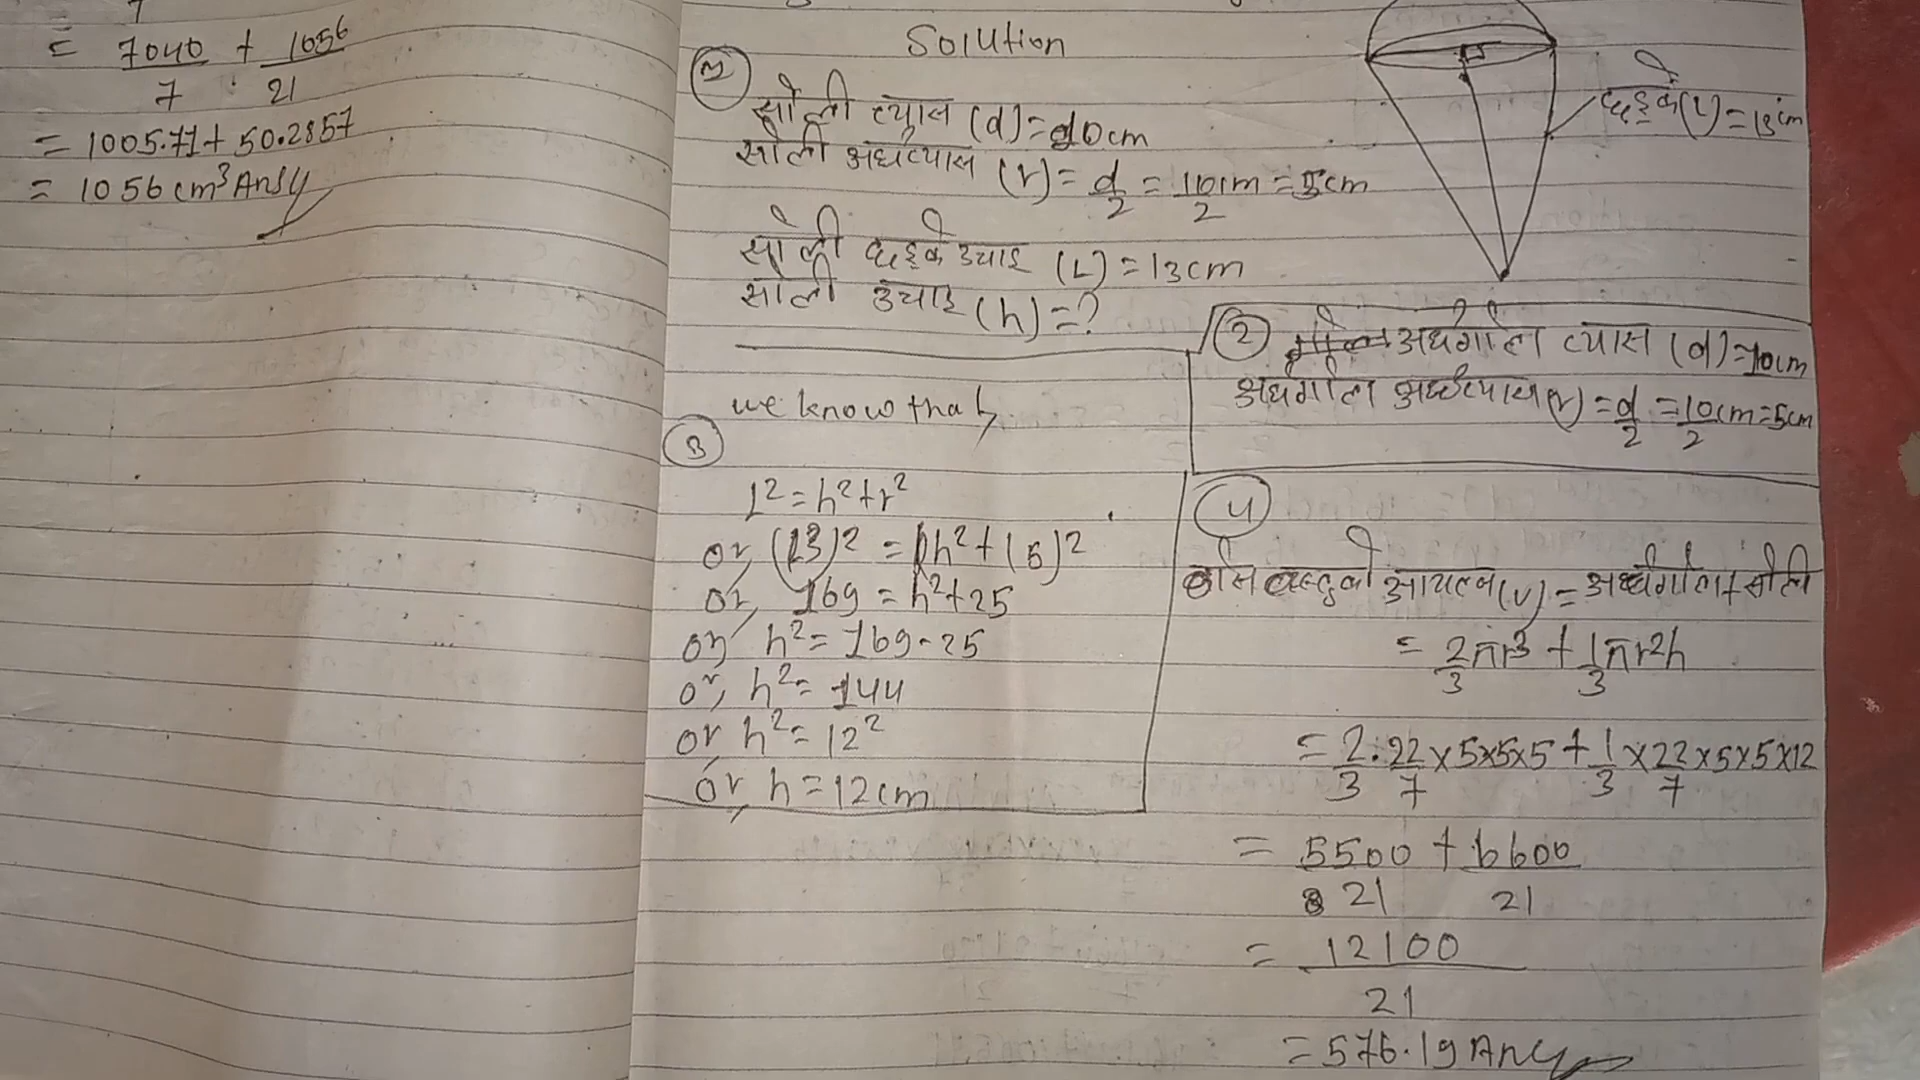 = 7040/7 + 1056/21
= 1005.71 + 50.2857
= 1056 cm³ Ans
Solution
सोली व्यास (d) = 10cm
सोली अर्धव्यास (r) = d/2 = 10cm/2 = 5cm
सोली छड्के उचाइ (L) = 13cm
सोली उचाइ (h) = ?
छड्के (L) = 13cm
② अर्धगोला व्यास (d) = 10cm
अर्धगोला अर्धव्यास (r) = d/2 = 10cm/2 = 5cm
we know that,
③
L² = h² + r²
or, (13)² = h² + (5)²
or, 169 = h² + 25
or, h² = 169 - 25
or, h² = 144
or h² = 12²
or, h = 12cm
④
ठोस वस्तुको आयतन (V) = अर्धगोला + सोली
= 2/3 πr³ + 1/3 πr²h
= 2/3 . 22/7 × 5×5×5 + 1/3 × 22/7 × 5×5×12
= 5500/21 + 6600/21
= 12100/21
= 576.19 Ans